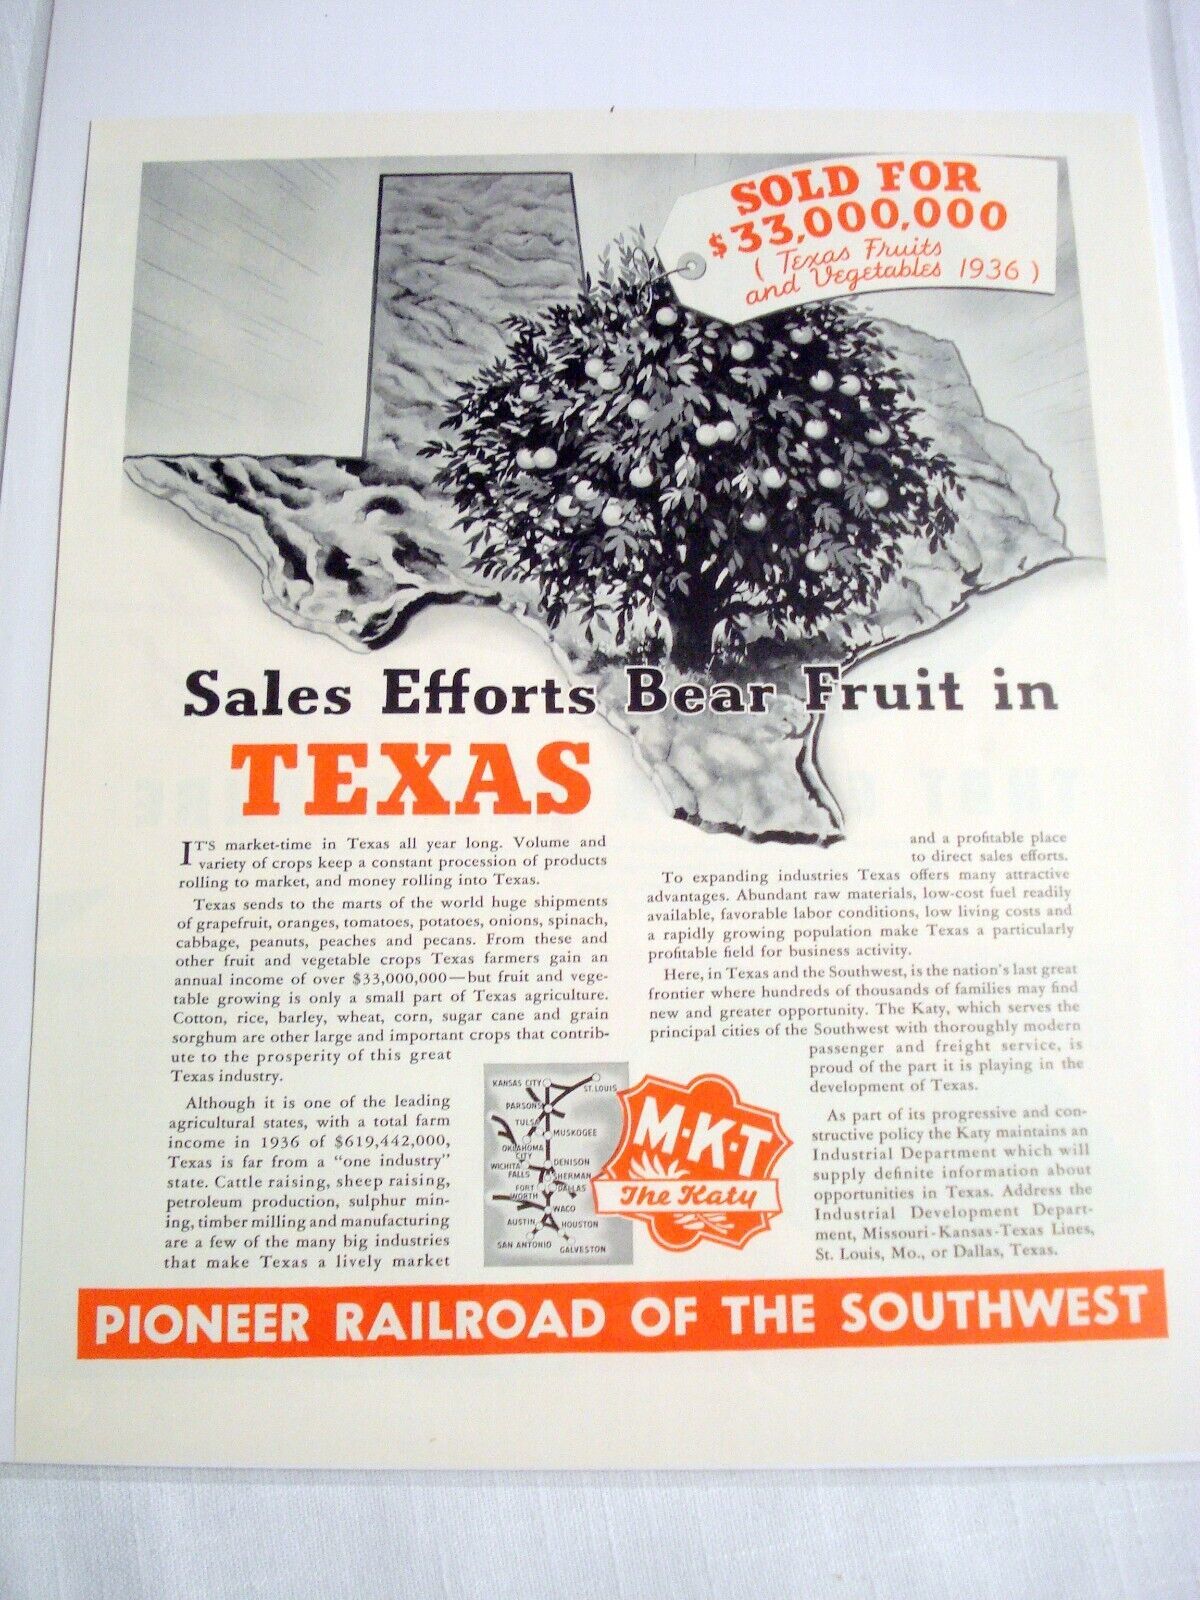 SOLD FOR
$33,000,000
( Texas Fruits
and Vegetables 1936 )
Sales Efforts Bear Fruit in
TEXAS
IT'S market-time in Texas all year long. Volume and
variety of crops keep a constant procession of products
rolling to market, and money rolling into Texas.
Texas sends to the marts of the world huge shipments
of grapefruit, oranges, tomatoes, potatoes, onions, spinach,
cabbage, peanuts, peaches and pecans. From these and
other fruit and vegetable crops Texas farmers gain an
annual income of over $33,000,000—but fruit and vege-
table growing is only a small part of Texas agriculture.
Cotton, rice, barley, wheat, corn, sugar cane and grain
sorghum are other large and important crops that contrib-
ute to the prosperity of this great
Texas industry.
Although it is one of the leading
agricultural states, with a total farm
income in 1936 of $619,442,000,
Texas is far from a "one industry"
state. Cattle raising, sheep raising,
petroleum production, sulphur min-
ing, timber milling and manufacturing
are a few of the many big industries
that make Texas a lively market
and a profitable place
to direct sales efforts.
To expanding industries Texas offers many attractive
advantages. Abundant raw materials, low-cost fuel readily
available, favorable labor conditions, low living costs and
a rapidly growing population make Texas a particularly
profitable field for business activity.
Here, in Texas and the Southwest, is the nation's last great
frontier where hundreds of thousands of families may find
new and greater opportunity. The Katy, which serves the
principal cities of the Southwest with thoroughly modern
passenger and freight service, is
proud of the part it is playing in the
development of Texas.
As part of its progressive and con-
structive policy the Katy maintains an
Industrial Department which will
supply definite information about
opportunities in Texas. Address the
Industrial Development Depart-
ment, Missouri-Kansas-Texas Lines,
St. Louis, Mo., or Dallas, Texas.
KANSAS CITY
ST. LOUIS
PARSONS
TULSA
MUSKOGEE
OKLAHOMA
CITY
WICHITA
FALLS
DENISON
SHERMAN
FORT
WORTH
DALLAS
WACO
AUSTIN
HOUSTON
SAN ANTONIO
GALVESTON
M-K-T
The Katy
PIONEER RAILROAD OF THE SOUTHWEST